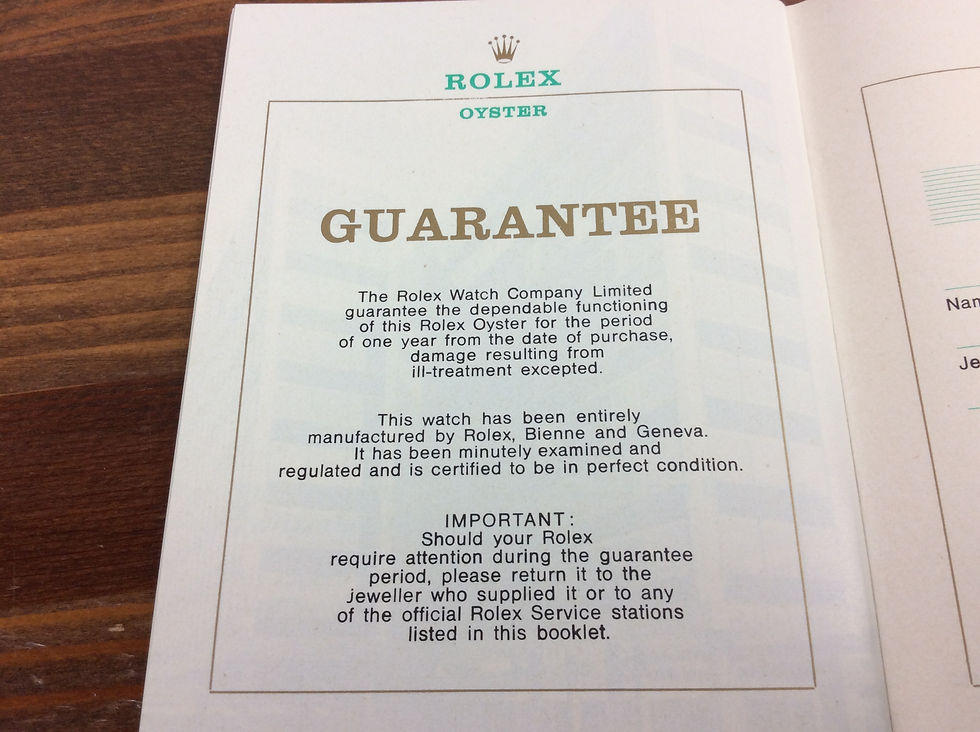 ROLEX
OYSTER
GUARANTEE
The Rolex Watch Company Limited
guarantee the dependable functioning
of this Rolex Oyster for the period
of one year from the date of purchase,
damage resulting from
ill-treatment excepted.
This watch has been entirely
manufactured by Rolex, Bienne and Geneva.
It has been minutely examined and
regulated and is certified to be in perfect condition.
IMPORTANT:
Should your Rolex
require attention during the guarantee
period, please return it to the
jeweller who supplied it or to any
of the official Rolex Service stations
listed in this booklet.